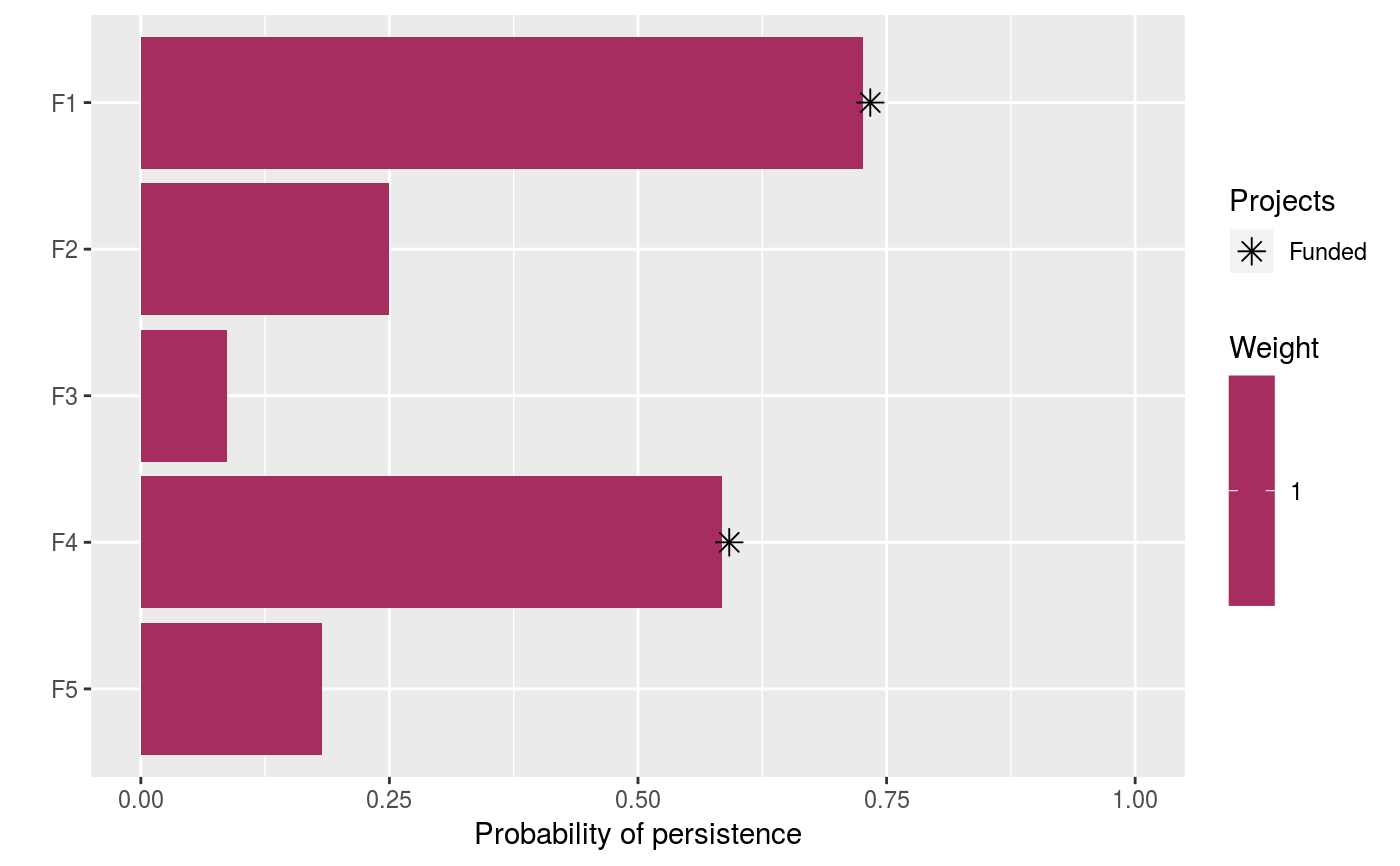 F1
F2
F3
F4
F5
0.00 0.25 0.50 0.75 1.00
Probability of persistence
Projects
Funded
Weight
1